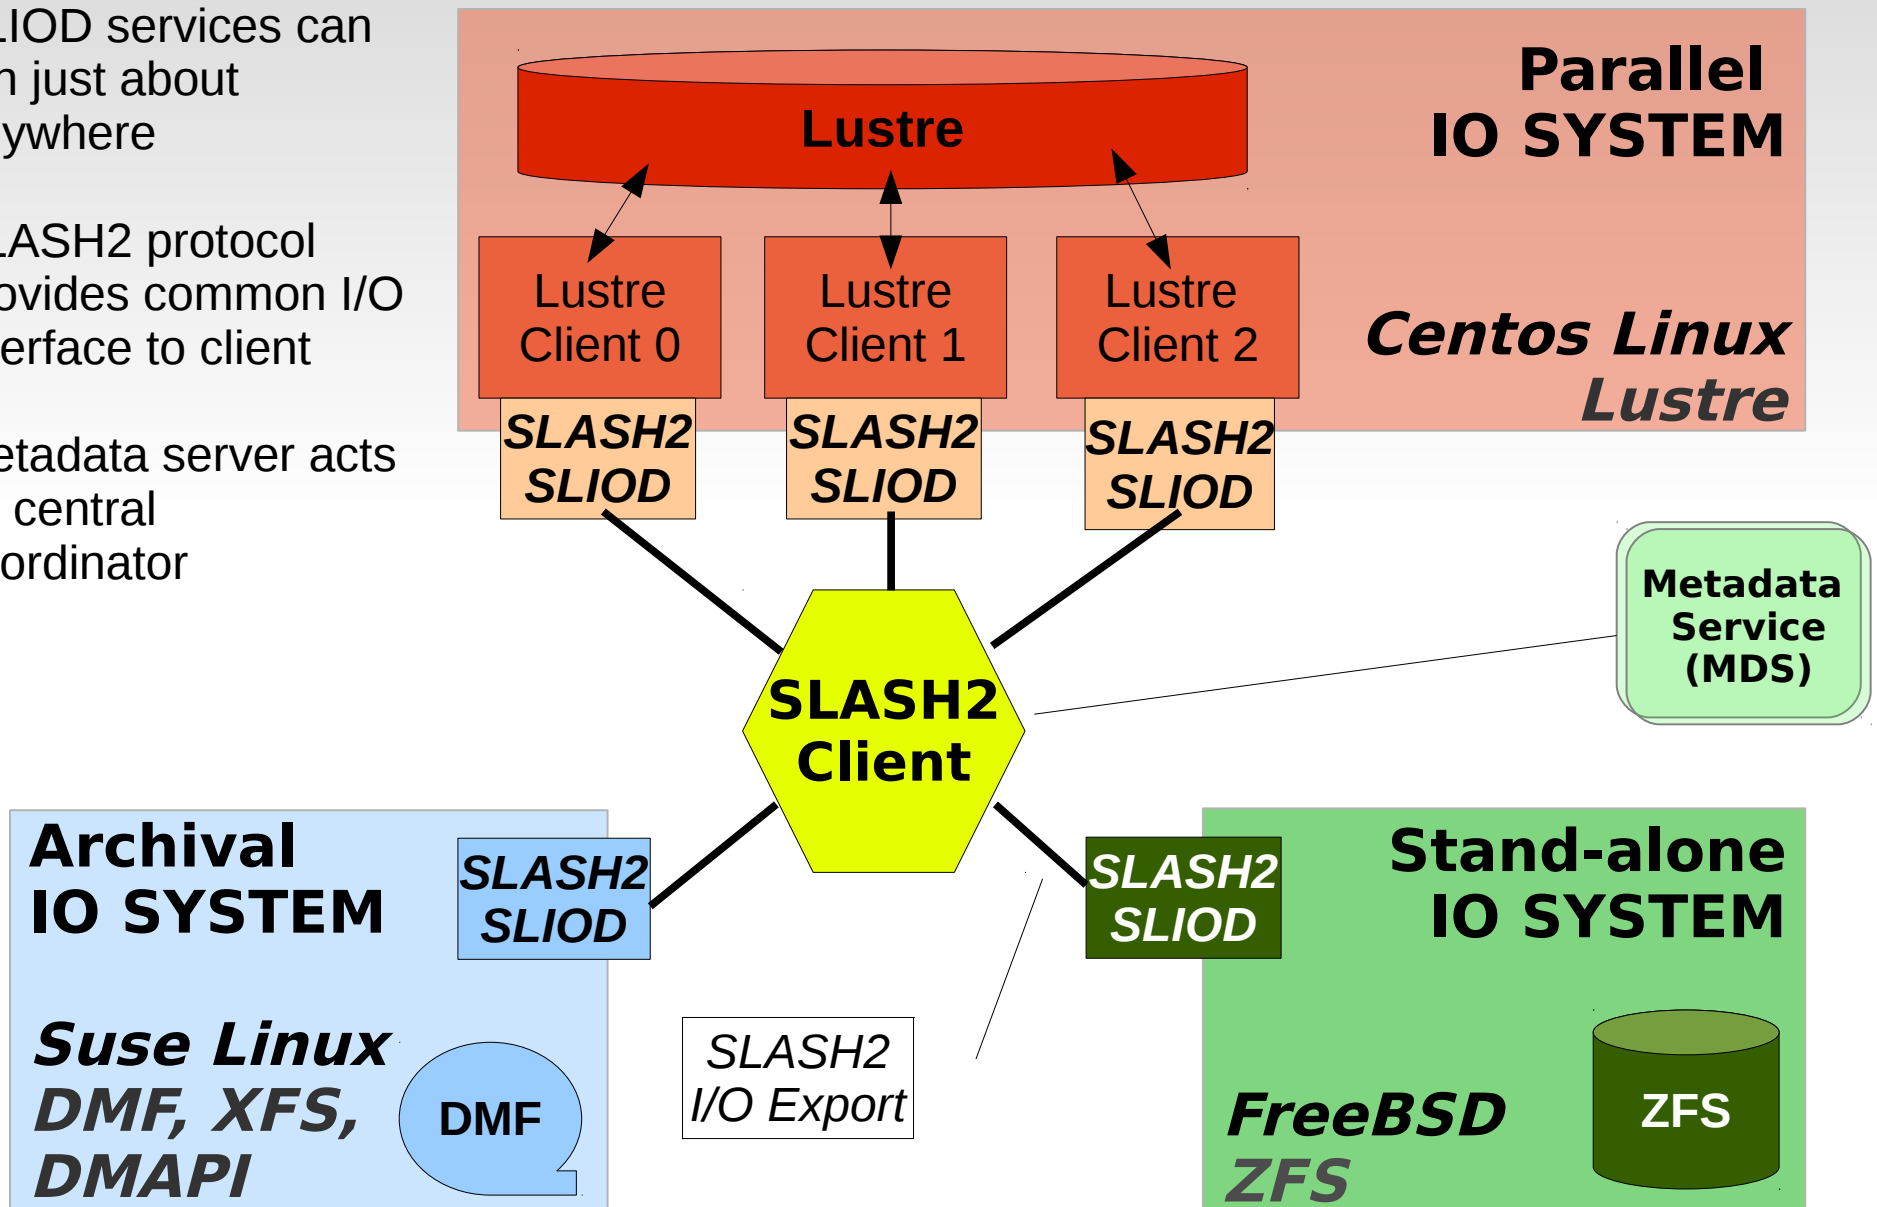 LIOD services can
n just about
ywhere
LASH2 protocol
ovides common I/O
erface to client
etadata server acts
central
ordinator
Parallel
IO SYSTEM
Lustre
Lustre
Client 0
Lustre
Client 1
Lustre
Client 2
Centos Linux
Lustre
SLASH2
SLIOD
SLASH2
SLIOD
SLASH2
SLIOD
Metadata
Service
(MDS)
SLASH2
Client
Archival
IO SYSTEM
SLASH2
SLIOD
Suse Linux
DMF, XFS,
DMAPI
DMF
SLASH2
I/O Export
SLASH2
SLIOD
Stand-alone
IO SYSTEM
FreeBSD
ZFS
ZFS